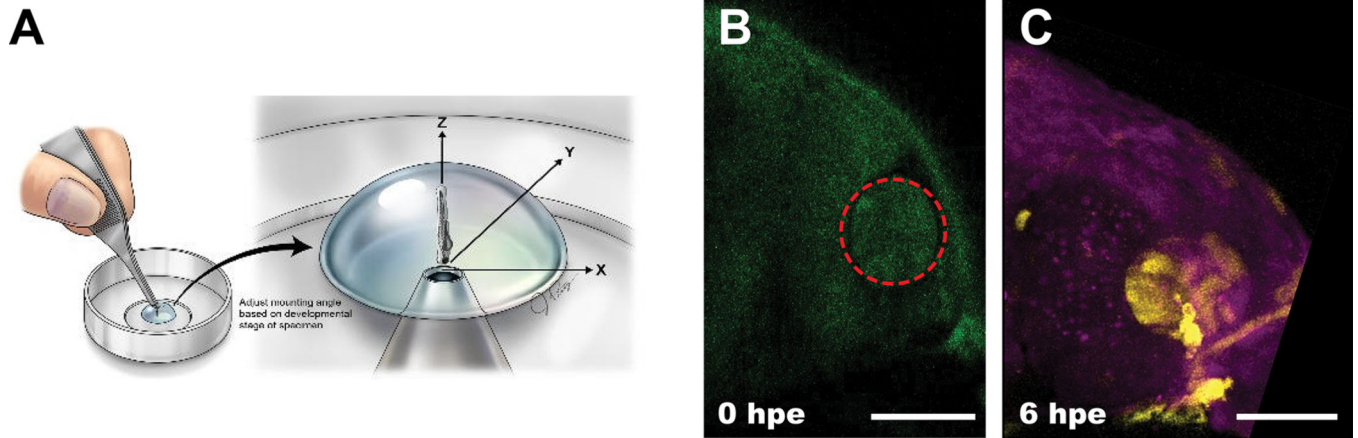 A
Z
Y
X
Adjust mounting angle
based on developmental
stage of specimen
B
0 hpe
C
6 hpe